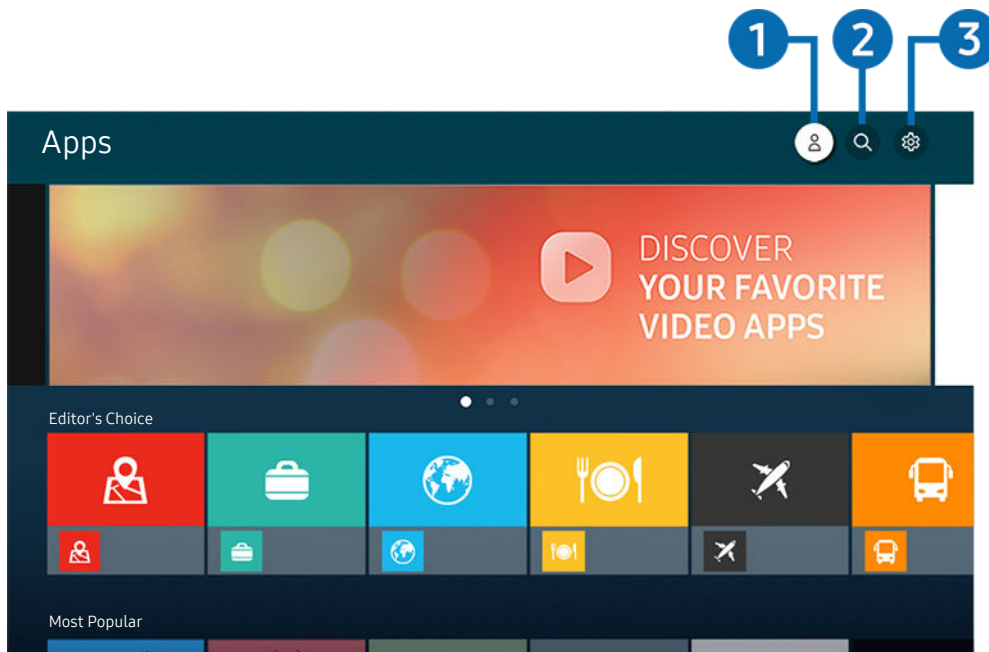 1 2 3
Apps
DISCOVER
YOUR FAVORITE
VIDEO APPS
Editor's Choice
Most Popular